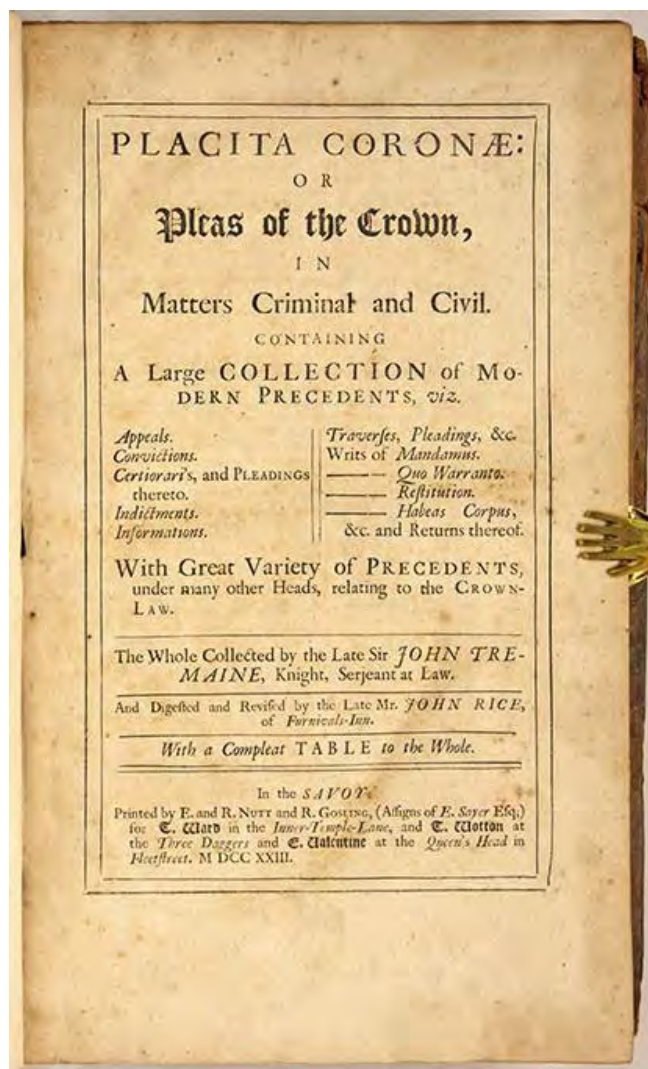 PLACITA CORONÆ:
OR
Pleas of the Crown,
IN
Matters Criminal and Civil.
CONTAINING
A Large COLLECTION of Mo-
DERN PRECEDENTS, viz.
Appeals.
Convictions.
Certiorari's, and PLEADINGS
thereto.
Indictments.
Informations.
Traverſes, Pleadings, &c.
Writs of Mandamus.
——— Quo Warranto.
——— Reſtitution.
——— Habeas Corpus,
&c. and Returns thereof.
With Great Variety of PRECEDENTS,
under many other Heads, relating to the CROWN-
LAW.
The Whole Collected by the Late Sir JOHN TRE-
MAINE, Knight, Serjeant at Law.
And Digeſted and Reviſed by the Late Mr. JOHN RICE,
of Furnivals-Inn.
With a Compleat TABLE to the Whole.
In the SAVOY:
Printed by E. and R. NUTT and R. GOSLING, (Aſſigns of E. Sayer Eſq;)
for T. Ward in the Inner-Temple-Lane, and T. Wotton at
the Three Daggers and E. Valentine at the Queen's Head in
Fleetſtreet. M DCC XXIII.